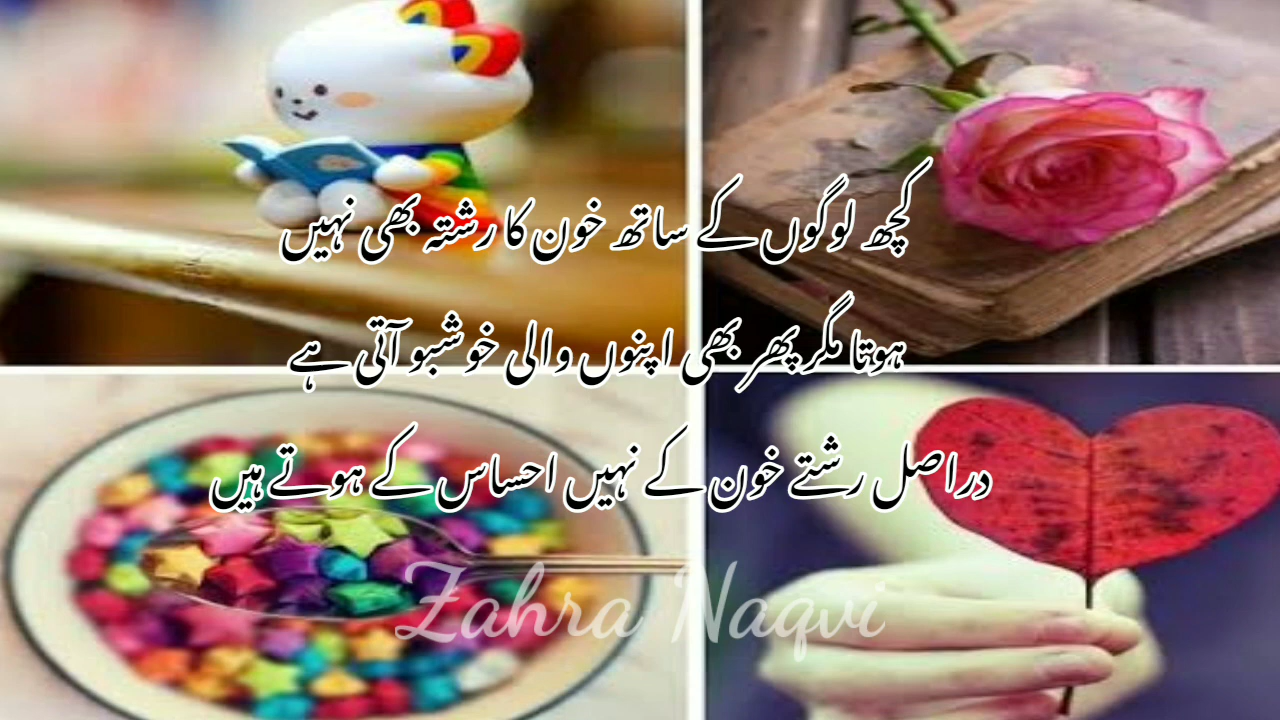 کچھ لوگوں کے ساتھ خون کا رشتہ بھی نہیں
ہوتا مگر پھر بھی اپنوں والی خوشبو آتی ہے
دراصل رشتے خون کے نہیں احساس کے ہوتے ہیں
Zahra Naqvi